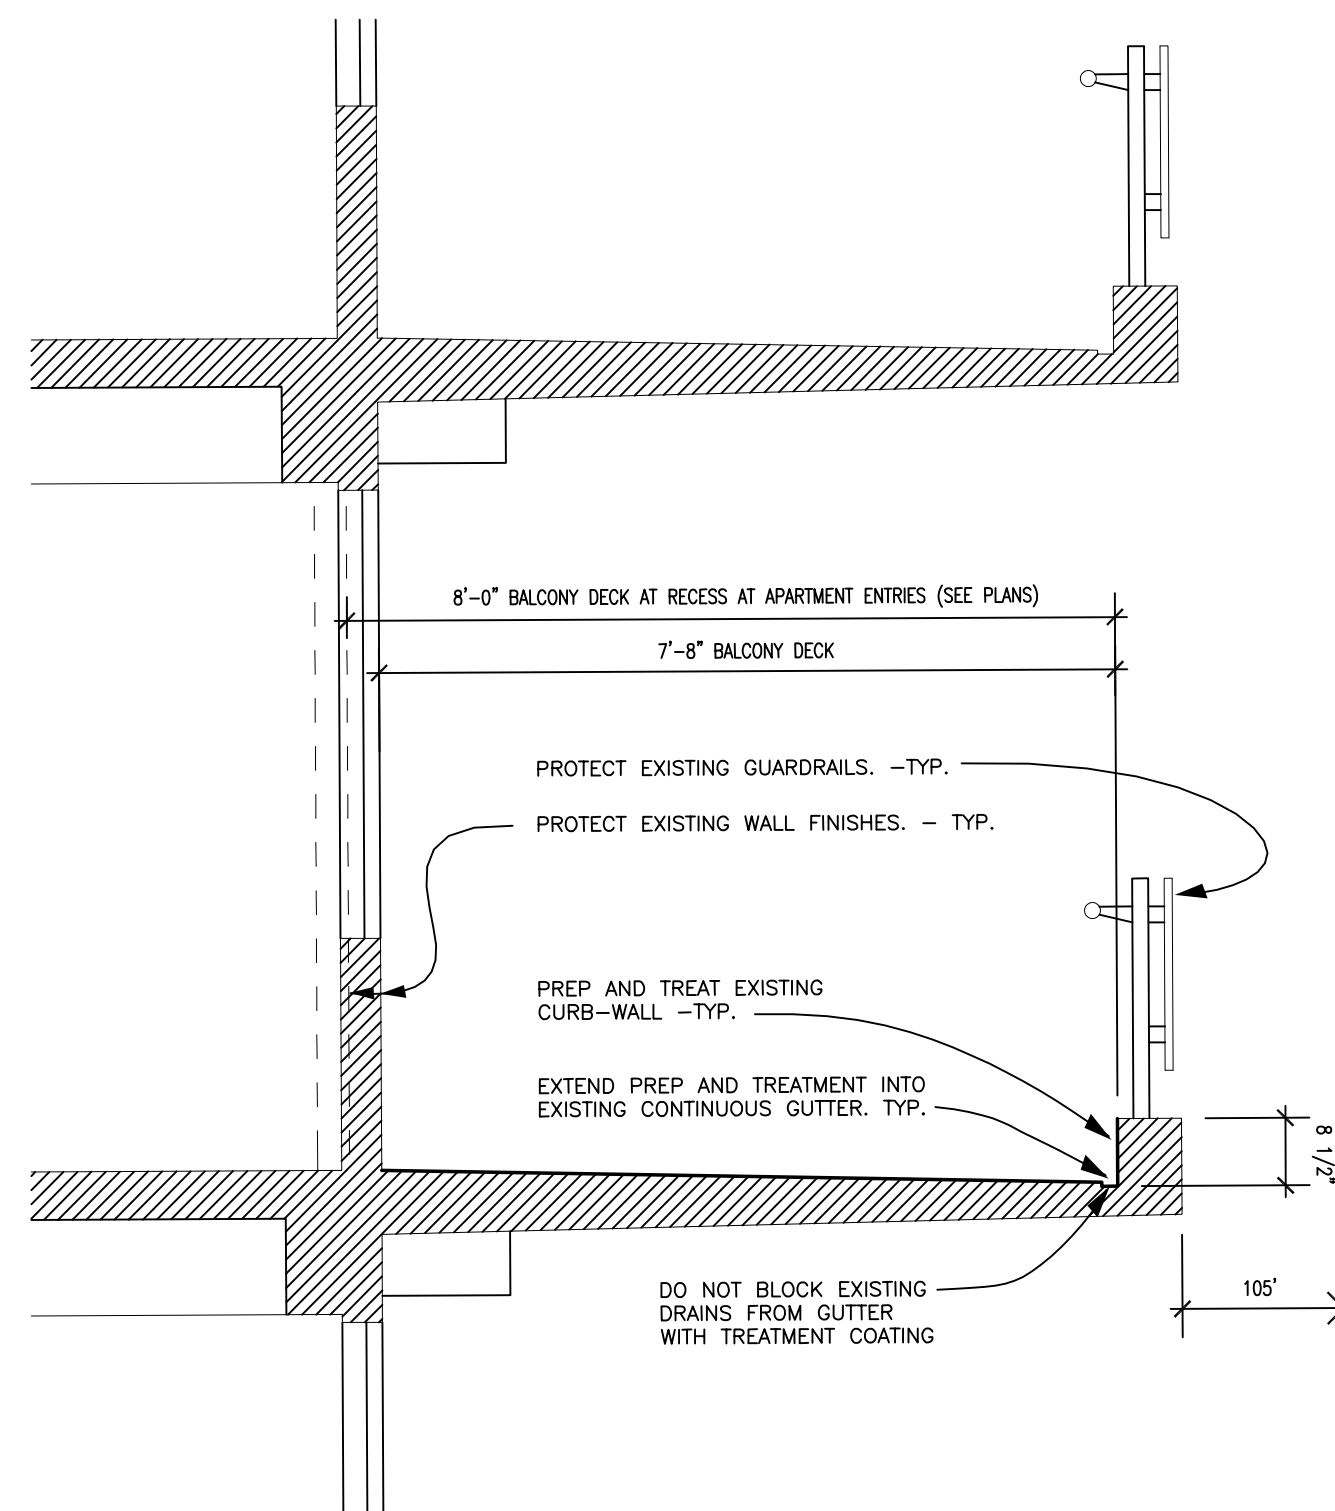 8'-0" BALCONY DECK AT RECESS AT APARTMENT ENTRIES (SEE PLANS)
7'-8" BALCONY DECK
PROTECT EXISTING GUARDRAILS. -TYP.
PROTECT EXISTING WALL FINISHES. - TYP.
PREP AND TREAT EXISTING
CURB-WALL -TYP.
EXTEND PREP AND TREATMENT INTO
EXISTING CONTINUOUS GUTTER. TYP.
8 1/2"
DO NOT BLOCK EXISTING
DRAINS FROM GUTTER
WITH TREATMENT COATING
105'